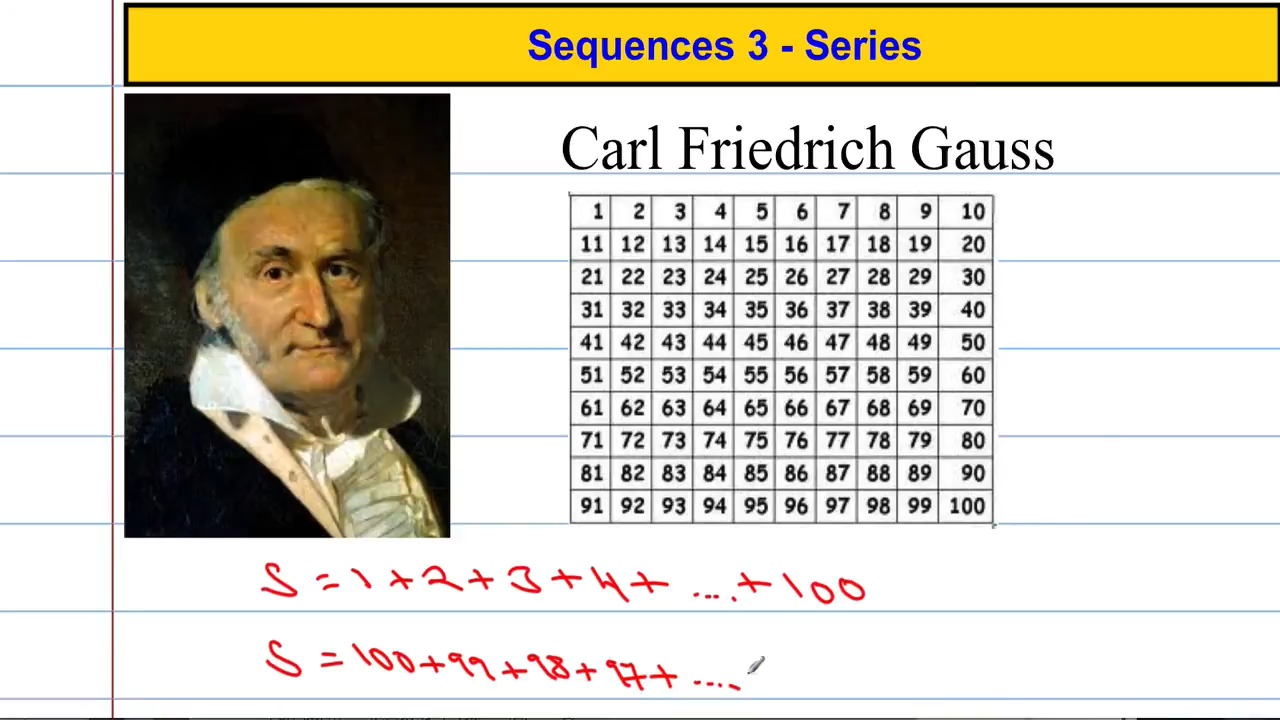 Sequences 3 - Series
Carl Friedrich Gauss
1 2 3 4 5 6 7 8 9 10
11 12 13 14 15 16 17 18 19 20
21 22 23 24 25 26 27 28 29 30
31 32 33 34 35 36 37 38 39 40
41 42 43 44 45 46 47 48 49 50
51 52 53 54 55 56 57 58 59 60
61 62 63 64 65 66 67 68 69 70
71 72 73 74 75 76 77 78 79 80
81 82 83 84 85 86 87 88 89 90
91 92 93 94 95 96 97 98 99 100
S = 1 + 2 + 3 + 4 + .... + 100
S = 100 + 99 + 98 + 97 + ....